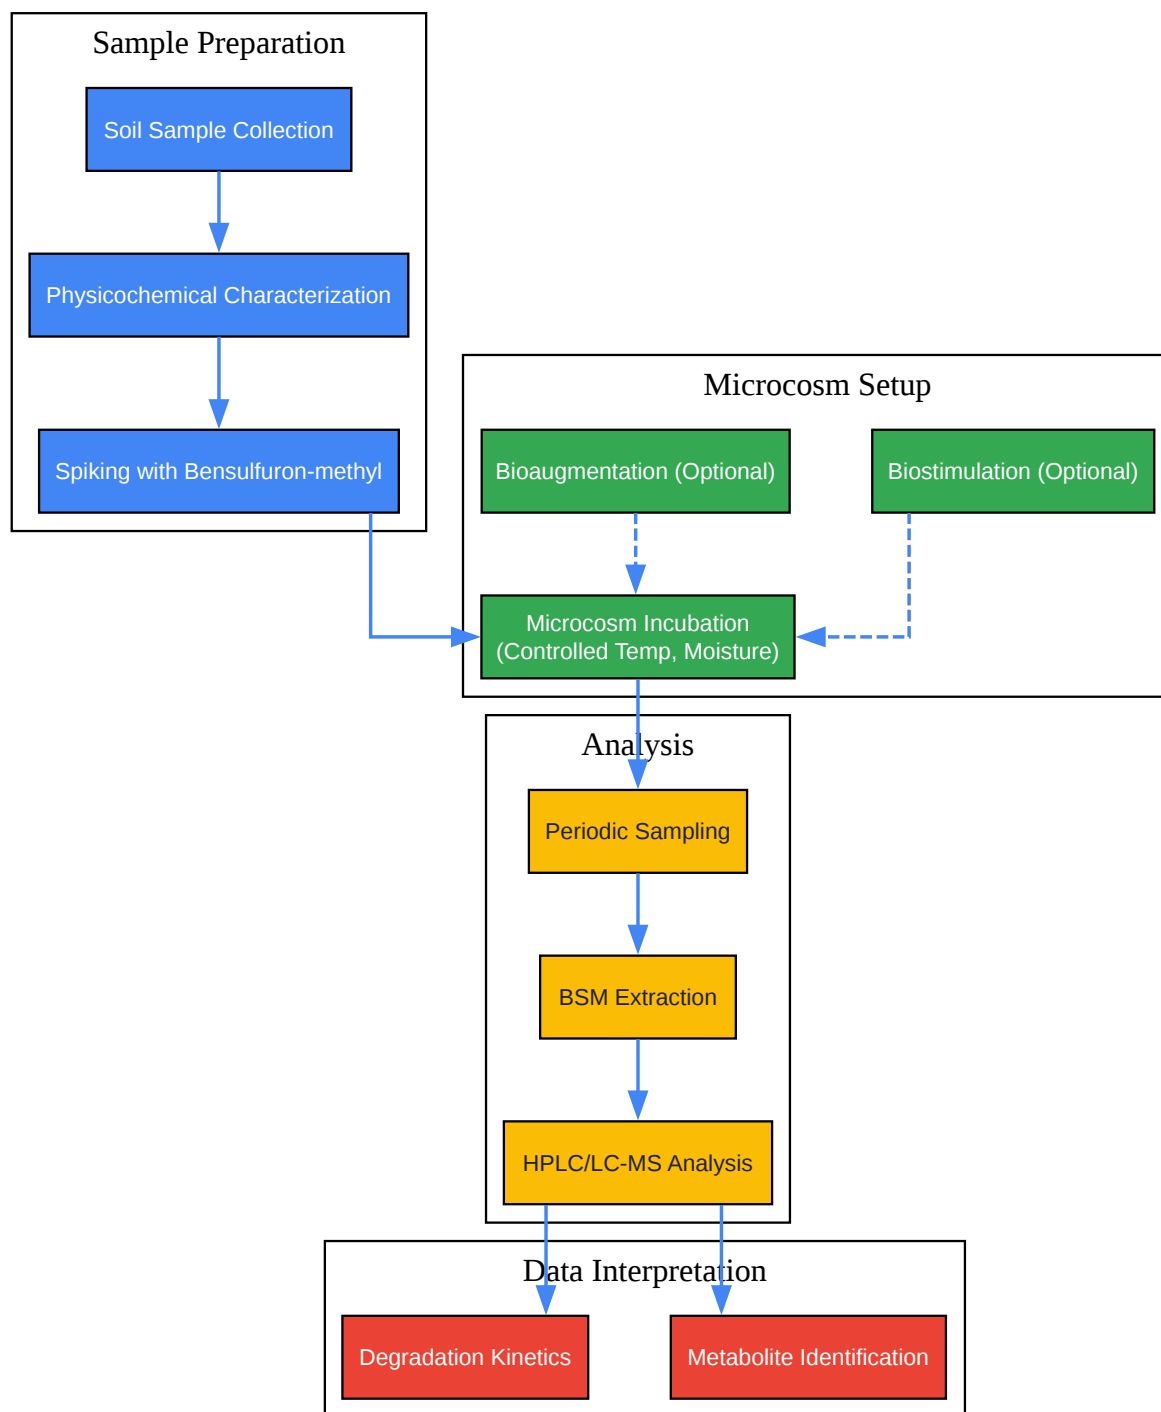 Sample Preparation
Soil Sample Collection
Physicochemical Characterization
Spiking with Bensulfuron-methyl
Microcosm Setup
Bioaugmentation (Optional)
Biostimulation (Optional)
Microcosm Incubation
(Controlled Temp, Moisture)
Analysis
Periodic Sampling
BSM Extraction
HPLC/LC-MS Analysis
Data Interpretation
Degradation Kinetics
Metabolite Identification